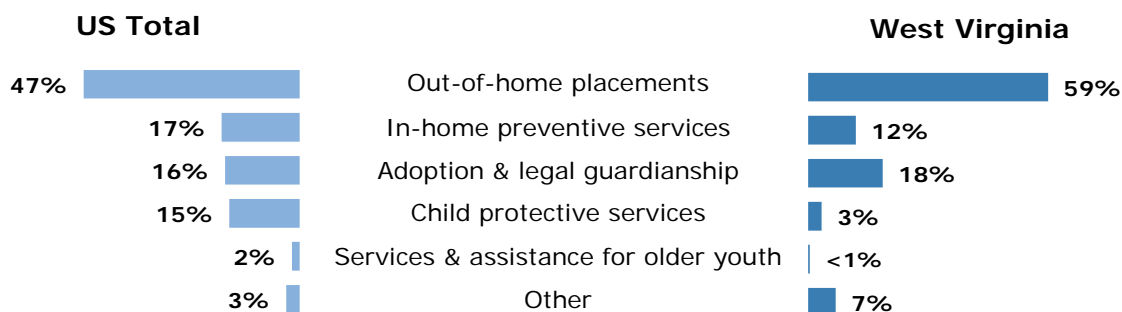 US Total West Virginia
47% Out-of-home placements 59%
17% In-home preventive services 12%
16% Adoption & legal guardianship 18%
15% Child protective services 3%
2% Services & assistance for older youth <1%
3% Other 7%